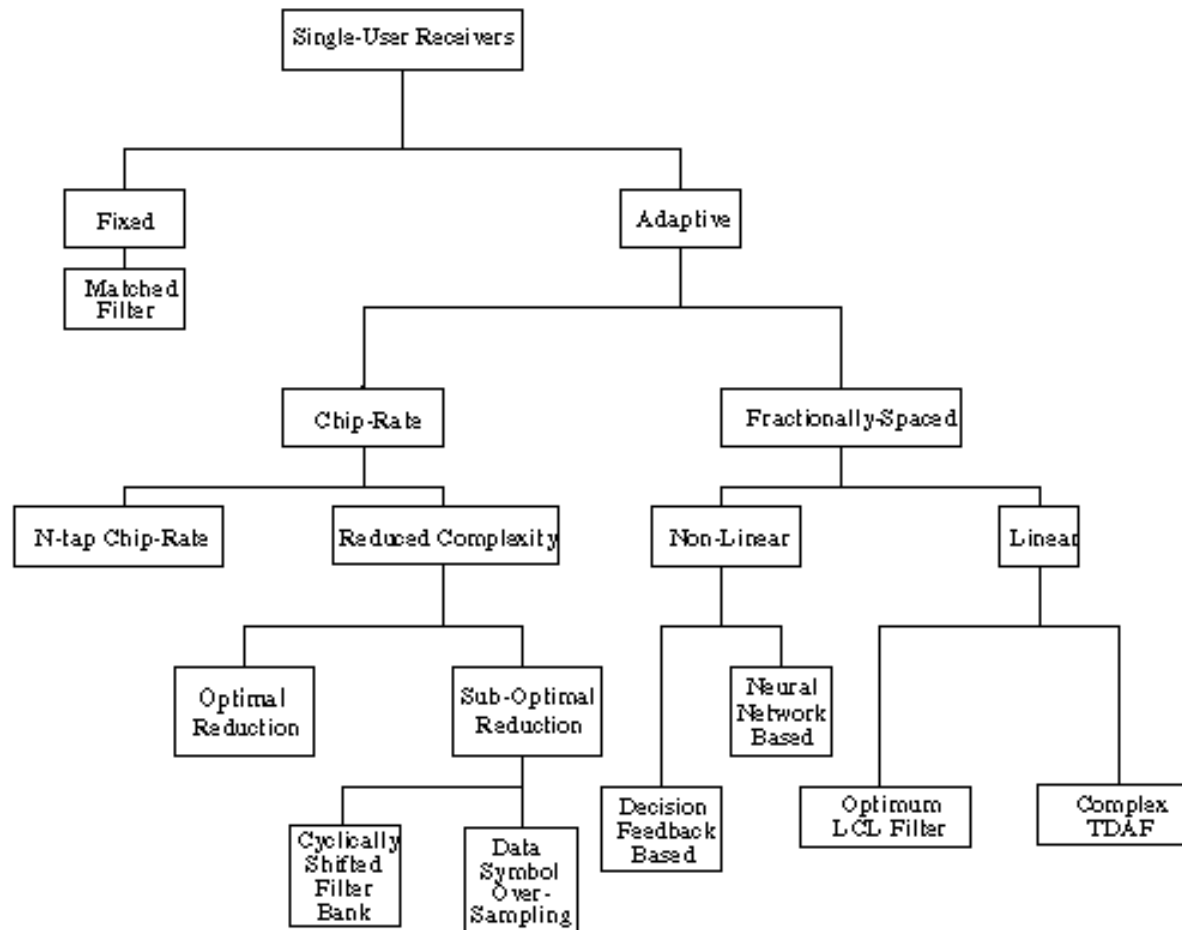 Single-User Receivers
Fixed
Adaptive
Matched
Filter
Chip-Rate
Fractionally-Spaced
N-tap Chip-Rate
Reduced Complexity
Non-Linear
Linear
Optimal
Reduction
Sub-Optimal
Reduction
Neural
Network
Based
Cyclically
Shifted
Filter
Bank
Data
Symbol
Over-
Sampling
Decision
Feedback
Based
Optimum
LCL Filter
Complex
TDAF